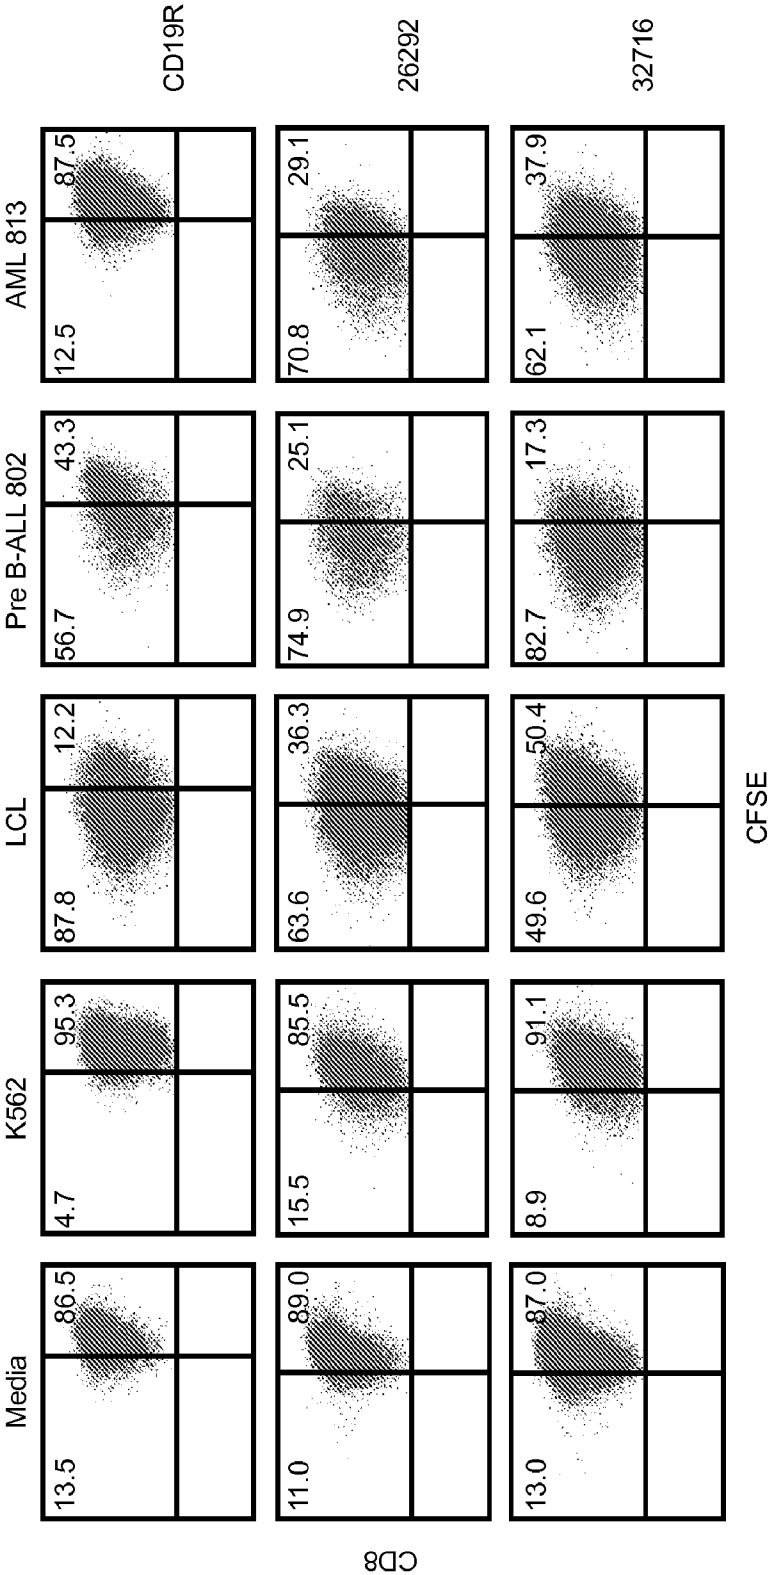 Media
K562
LCL
Pre B-ALL 802
AML 813
13.5 86.5
4.7 95.3
87.8 12.2
56.7 43.3
12.5 87.5
CD19R
11.0 89.0
15.5 85.5
63.6 36.3
74.9 25.1
70.8 29.1
26292
13.0 87.0
8.9 91.1
49.6 50.4
82.7 17.3
62.1 37.9
32716
CD8
CFSE